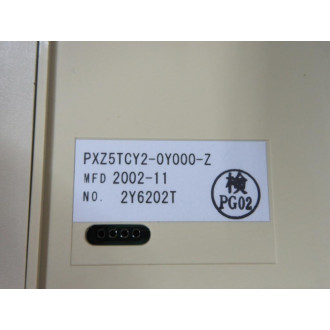 PXZ5TCY2-0Y000-Z
MFD 2002-11
NO. 2Y6202T
検
PG02